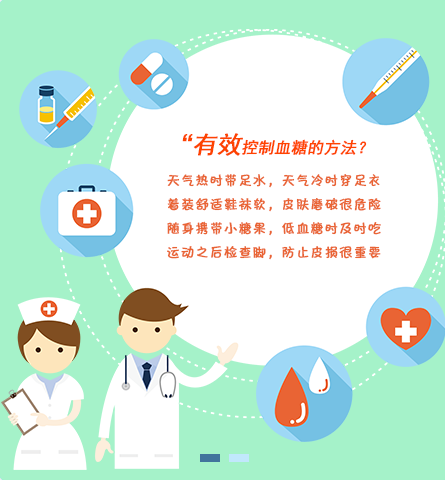 “有效控制血糖的方法？
天气热时带足水，天气冷时穿足衣
着装舒适鞋袜软，皮肤磨破很危险
随身携带小糖果，低血糖时及时吃
运动之后检查脚，防止皮损很重要